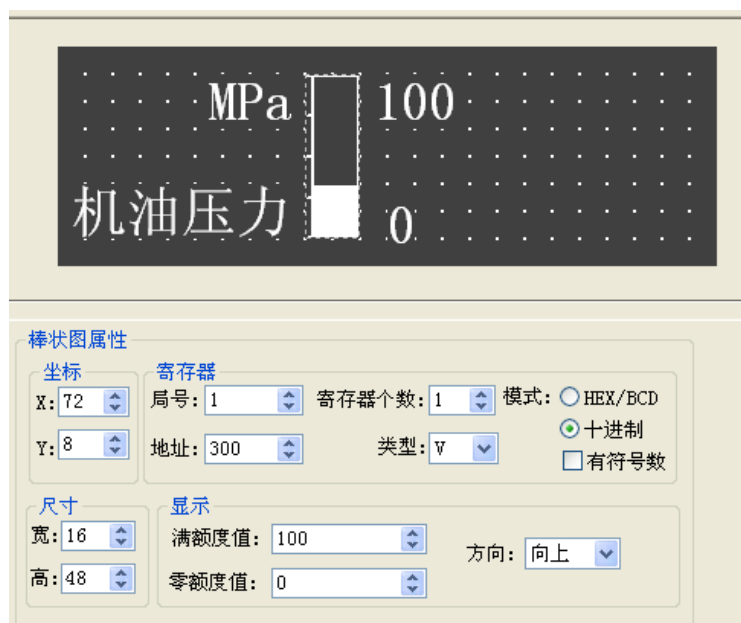 MPa 100
机油压力 0
棒状图属性
坐标 寄存器
X: 72 局号: 1 寄存器个数: 1 模式: HEX/BCD
十进制
Y: 8 地址: 300 类型: V
有符号数
尺寸 显示
宽: 16 满额度值: 100
方向: 向上
高: 48 零额度值: 0